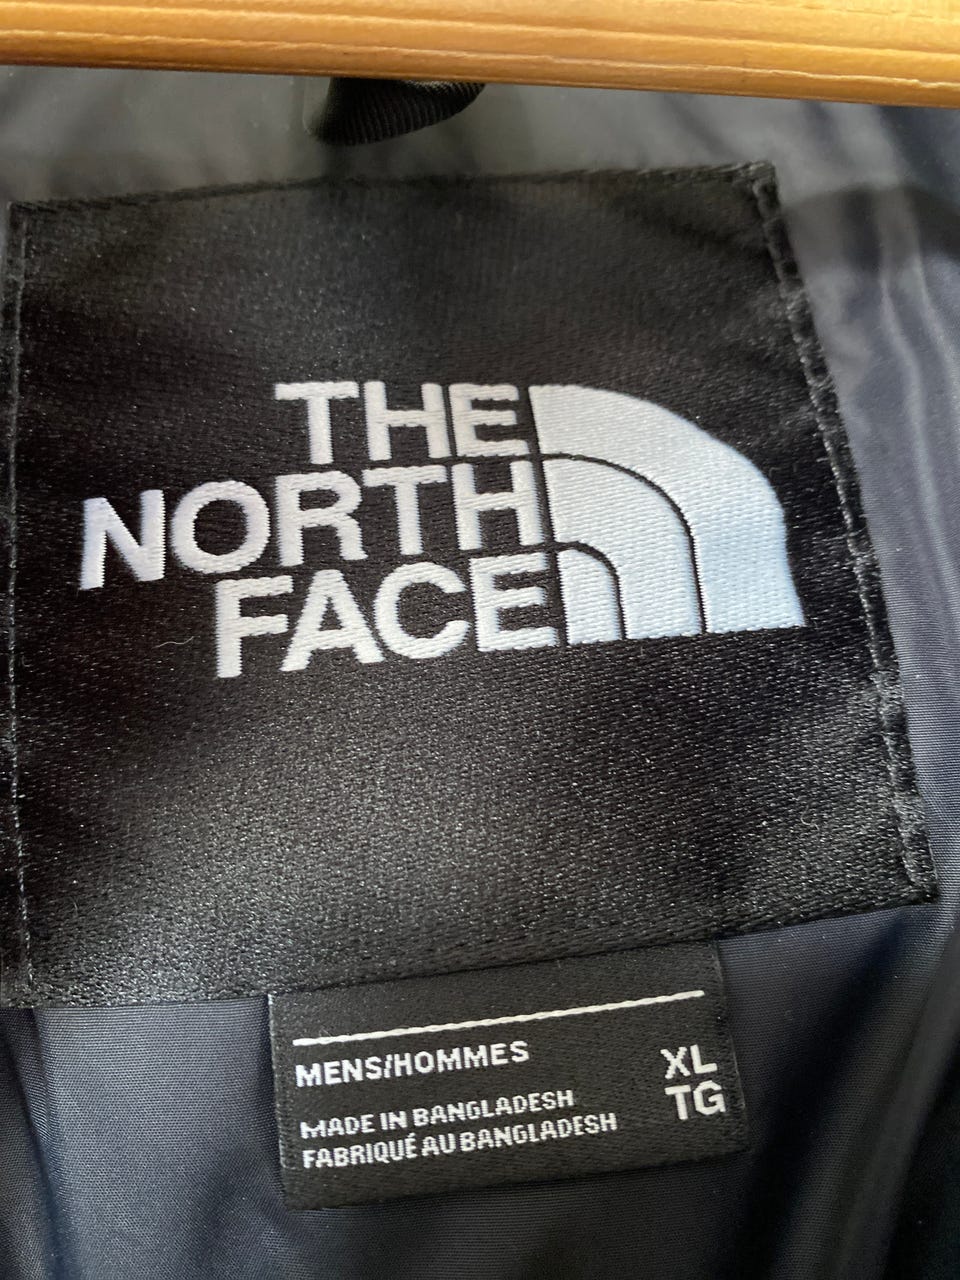 THE
NORTH
FACE
MENS/HOMMES
XL
TG
MADE IN BANGLADESH
FABRIQUÉ AU BANGLADESH